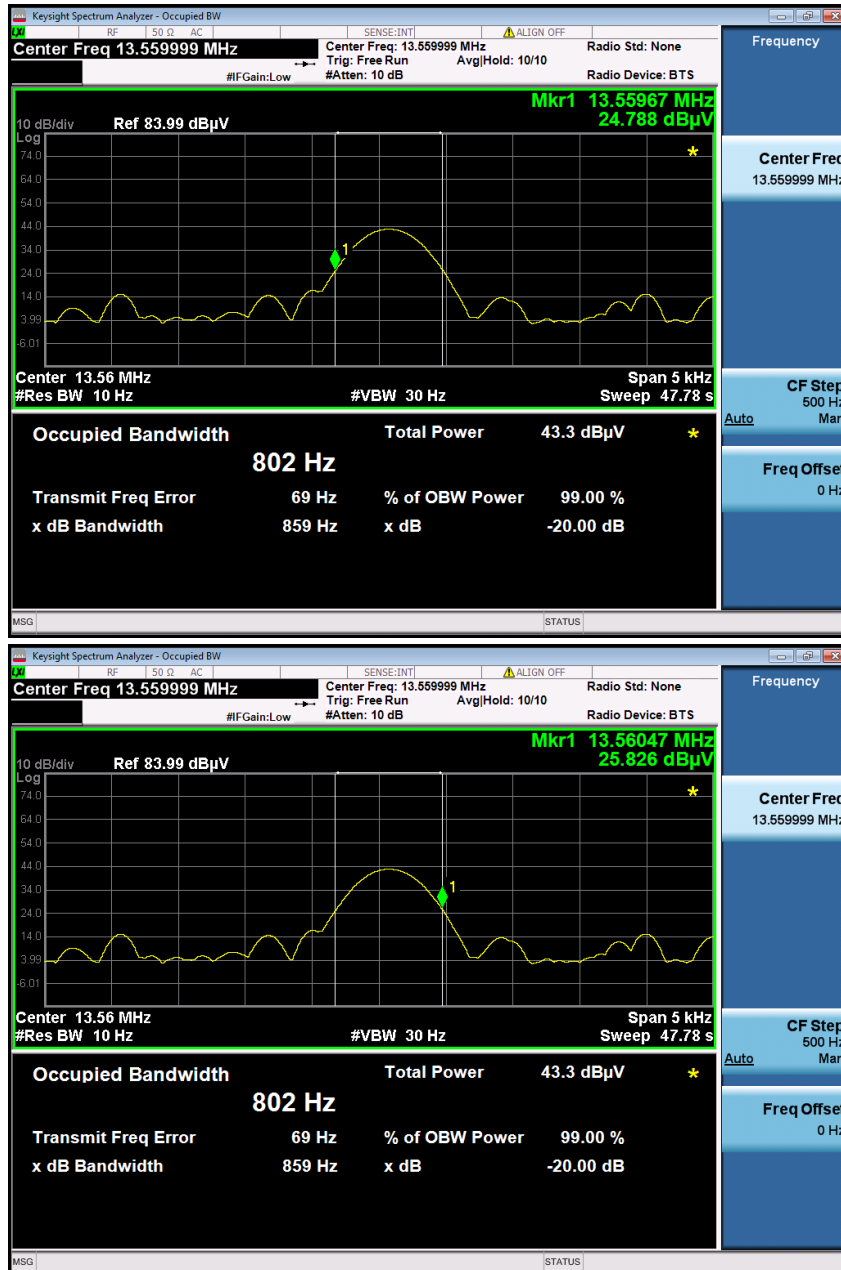 Keysight Spectrum Analyzer - Occupied BW
LXI RF 50 Ω AC SENSE:INT ALIGN OFF
Center Freq 13.559999 MHz Center Freq: 13.559999 MHz Radio Std: None Frequency
Trig: Free Run Avg|Hold: 10/10
#IFGain:Low #Atten: 10 dB Radio Device: BTS
Mkr1 13.55967 MHz
10 dB/div Ref 83.99 dBµV 24.788 dBµV
Log
74.0
64.0
54.0
44.0
34.0
24.0
14.0
3.99
-6.01
1
Center Freq
13.559999 MHz
Center 13.56 MHz Span 5 kHz
#Res BW 10 Hz #VBW 30 Hz Sweep 47.78 s
CF Step
500 Hz
Auto Man
Occupied Bandwidth Total Power 43.3 dBµV
802 Hz
Freq Offset
0 Hz
Transmit Freq Error 69 Hz % of OBW Power 99.00 %
x dB Bandwidth 859 Hz x dB -20.00 dB
MSG STATUS
Keysight Spectrum Analyzer - Occupied BW
LXI RF 50 Ω AC SENSE:INT ALIGN OFF
Center Freq 13.559999 MHz Center Freq: 13.559999 MHz Radio Std: None Frequency
Trig: Free Run Avg|Hold: 10/10
#IFGain:Low #Atten: 10 dB Radio Device: BTS
Mkr1 13.56047 MHz
10 dB/div Ref 83.99 dBµV 25.826 dBµV
Log
74.0
64.0
54.0
44.0
34.0
24.0
14.0
3.99
-6.01
1
Center Freq
13.559999 MHz
Center 13.56 MHz Span 5 kHz
#Res BW 10 Hz #VBW 30 Hz Sweep 47.78 s
CF Step
500 Hz
Auto Man
Occupied Bandwidth Total Power 43.3 dBµV
802 Hz
Freq Offset
0 Hz
Transmit Freq Error 69 Hz % of OBW Power 99.00 %
x dB Bandwidth 859 Hz x dB -20.00 dB
MSG STATUS